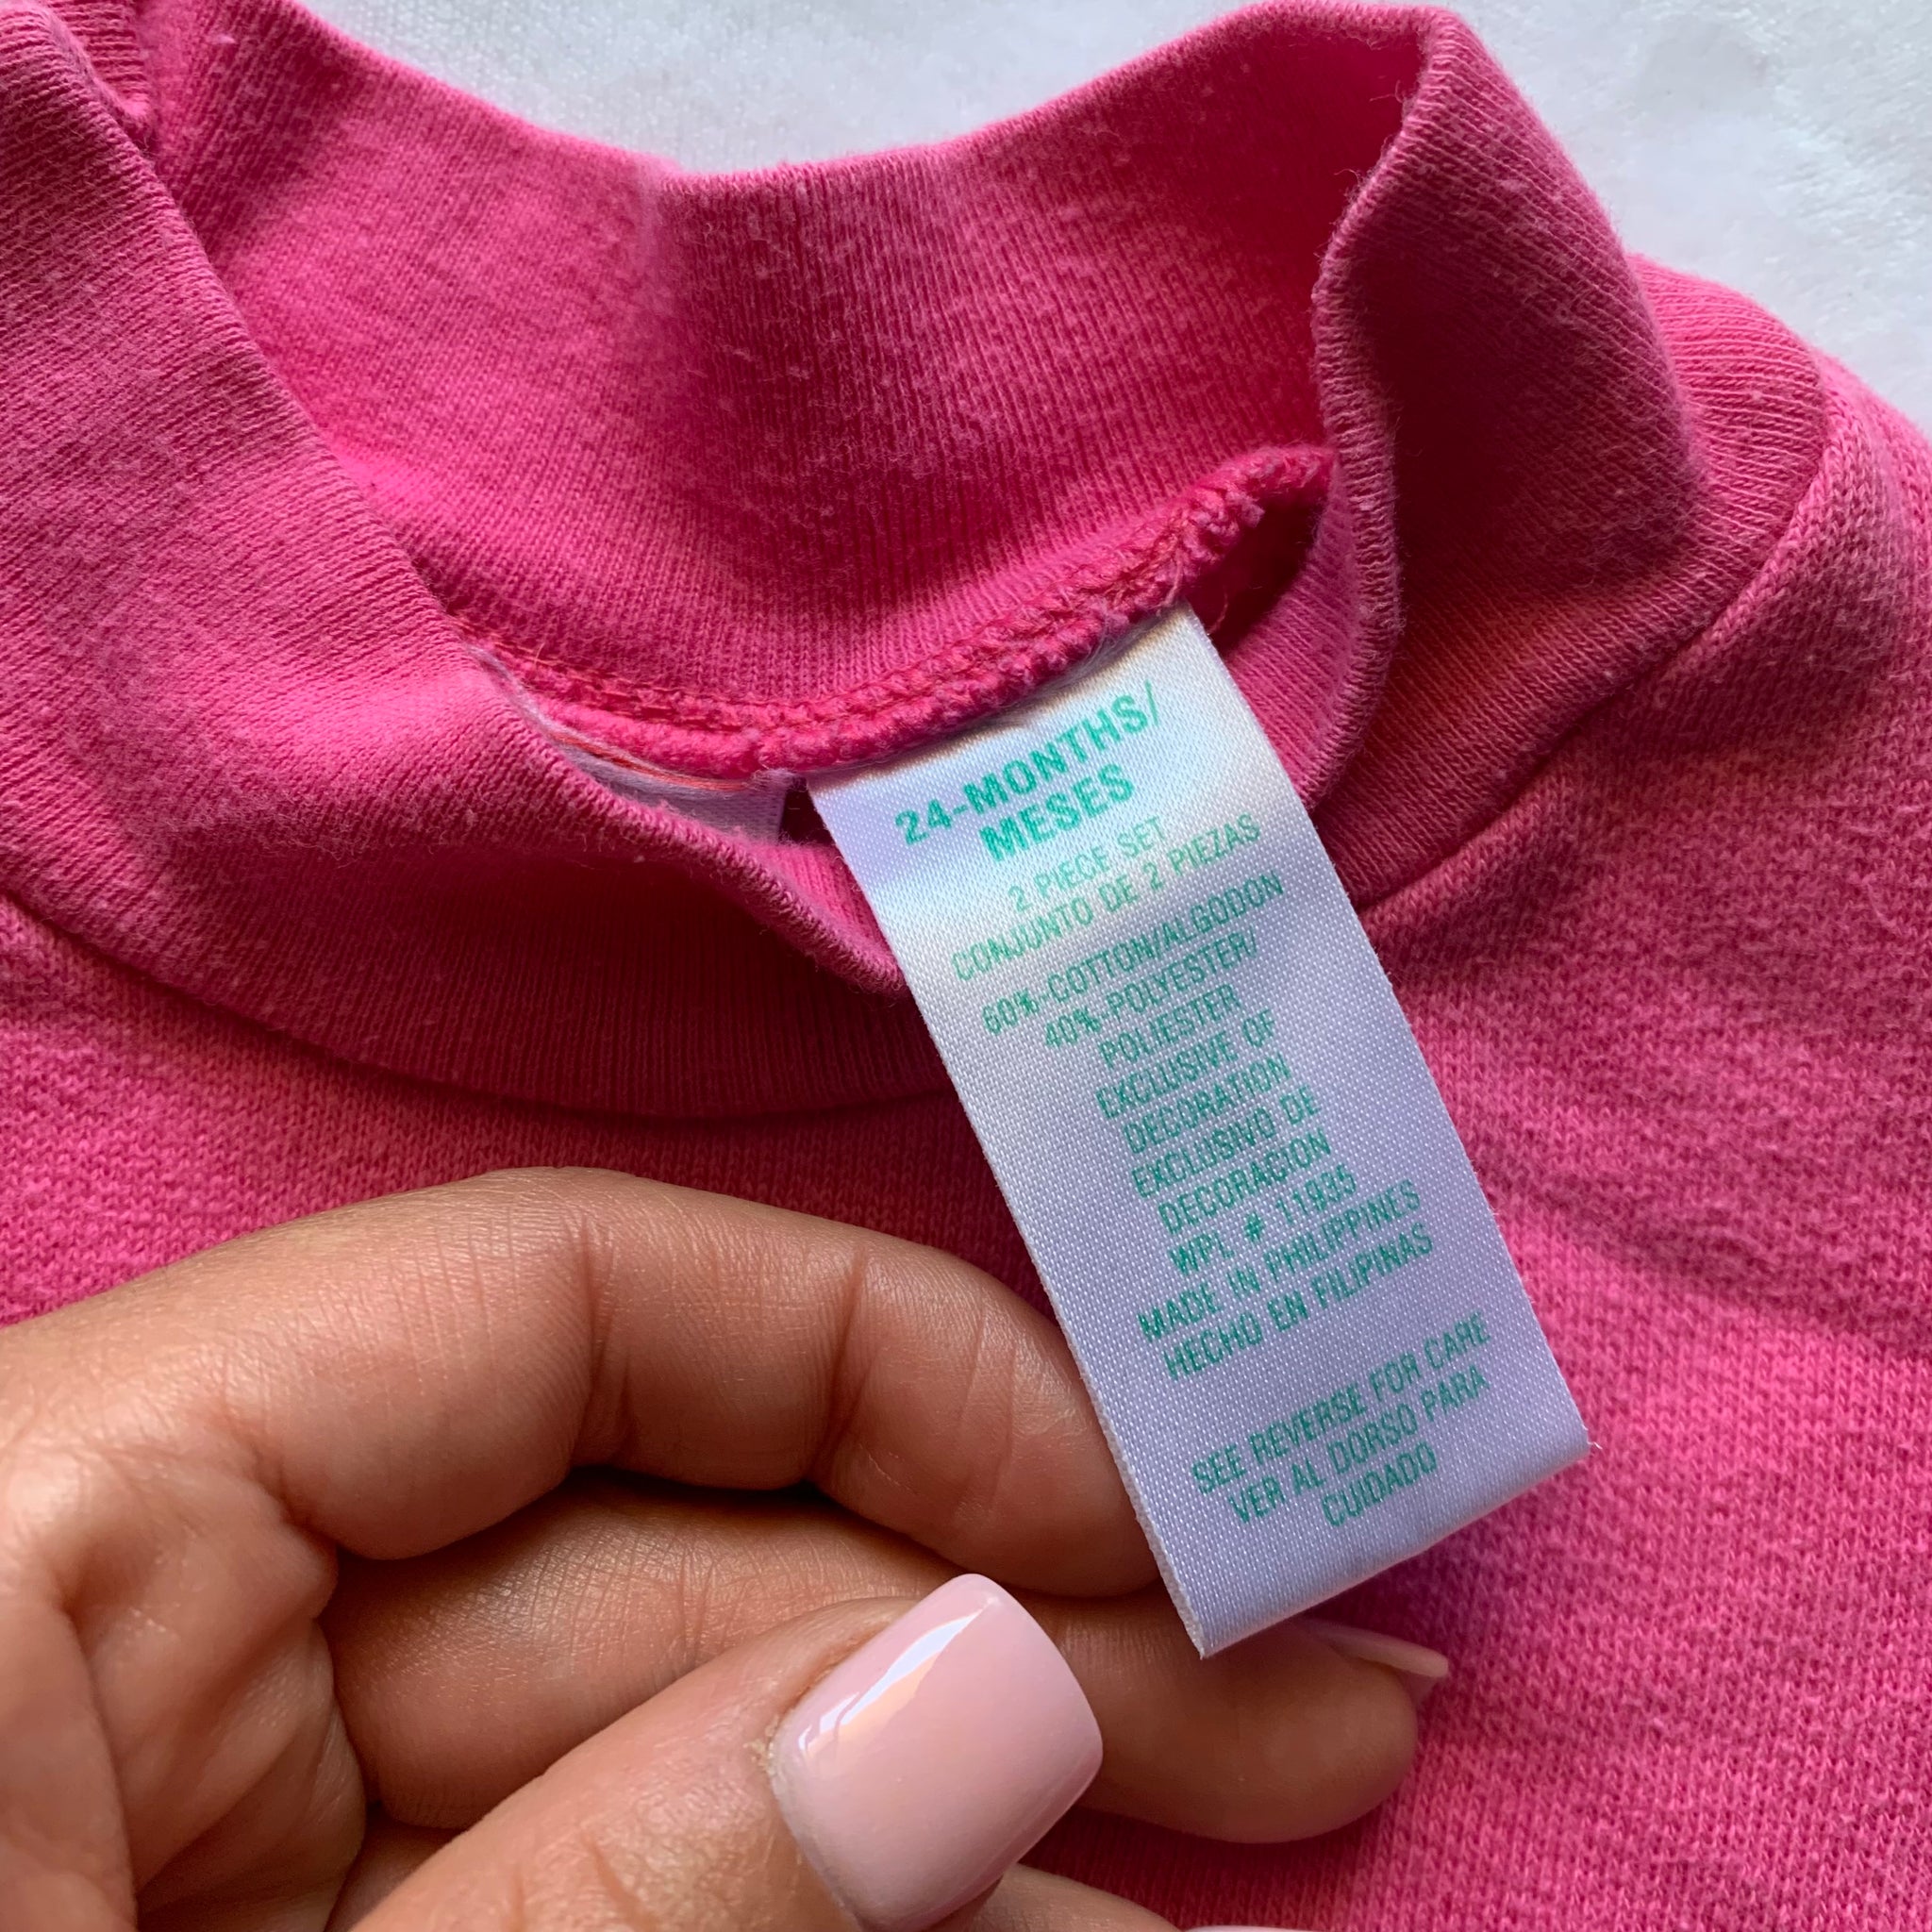 24-MONTHS/
MESES
2 PIECE SET
CONJUNTO DE 2 PIEZAS
60%-COTTON/ALGODON
40%-POLYESTER/
POLIESTER
EXCLUSIVE OF
DECORATION
EXCLUSIVO DE
DECORACION
WPL # 11935
MADE IN PHILIPPINES
HECHO EN FILIPINAS
SEE REVERSE FOR CARE
VER AL DORSO PARA
CUIDADO